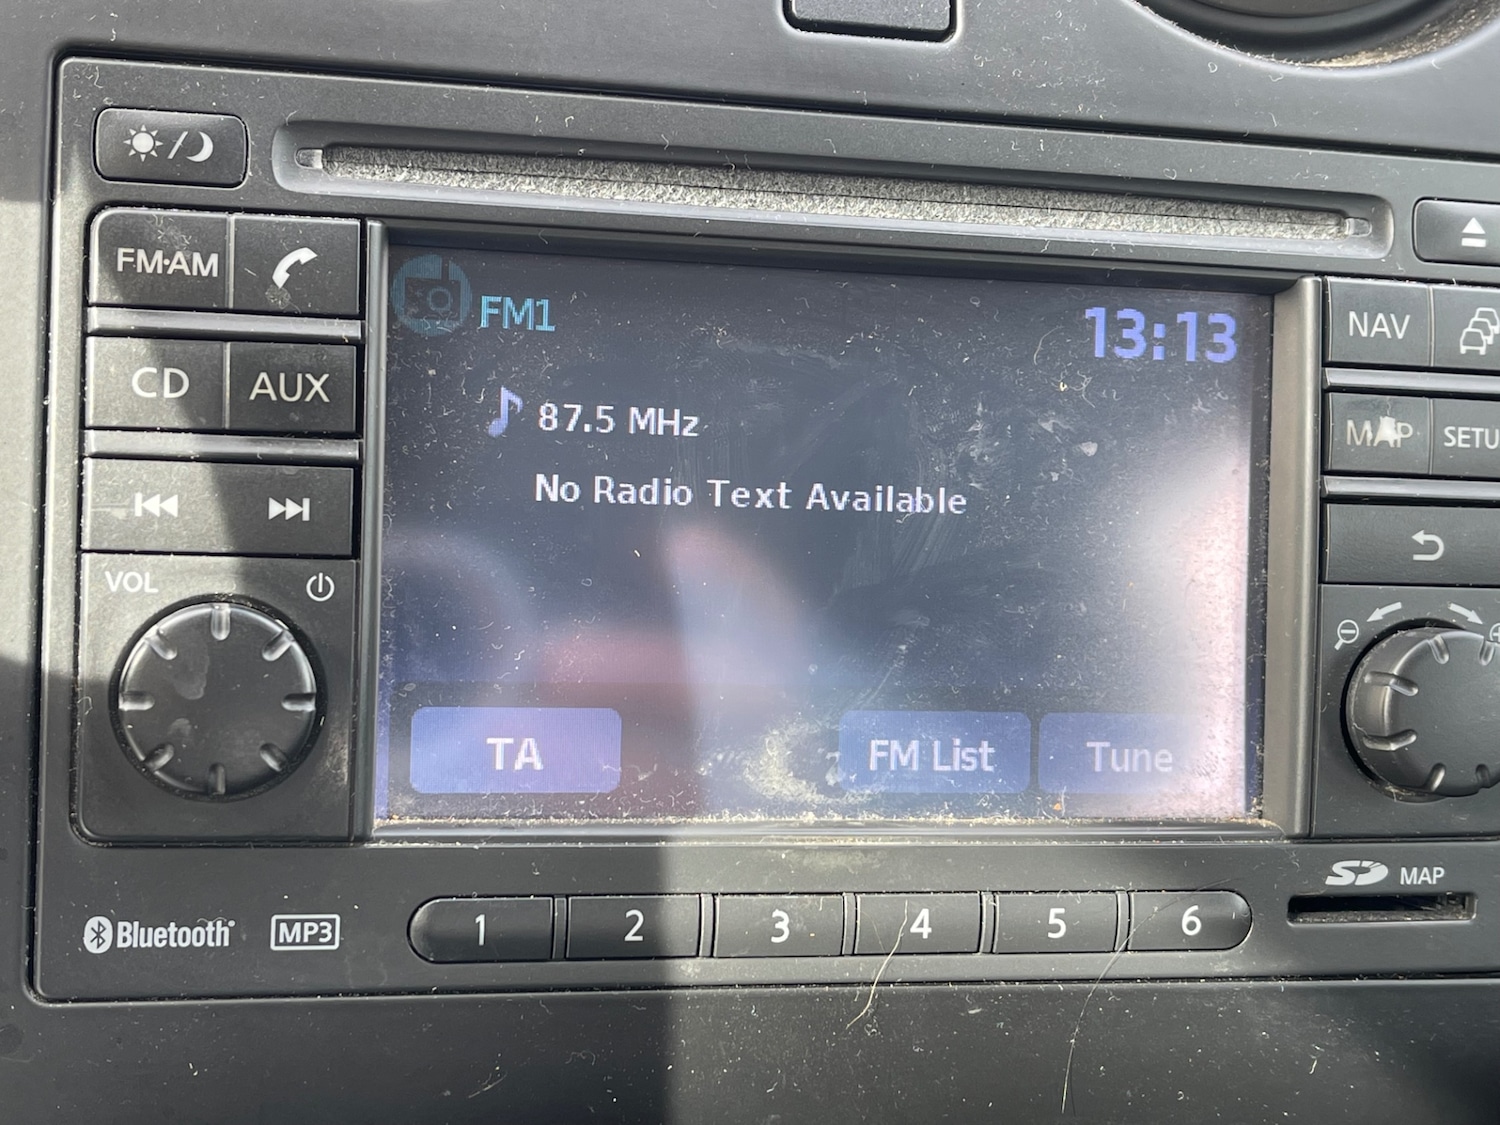 FM·AM
CD
AUX
VOL
FM1
13:13
87.5 MHz
No Radio Text Available
TA
FM List
Tune
NAV
MAP
SETU
Bluetooth
MP3
1
2
3
4
5
6
SD MAP